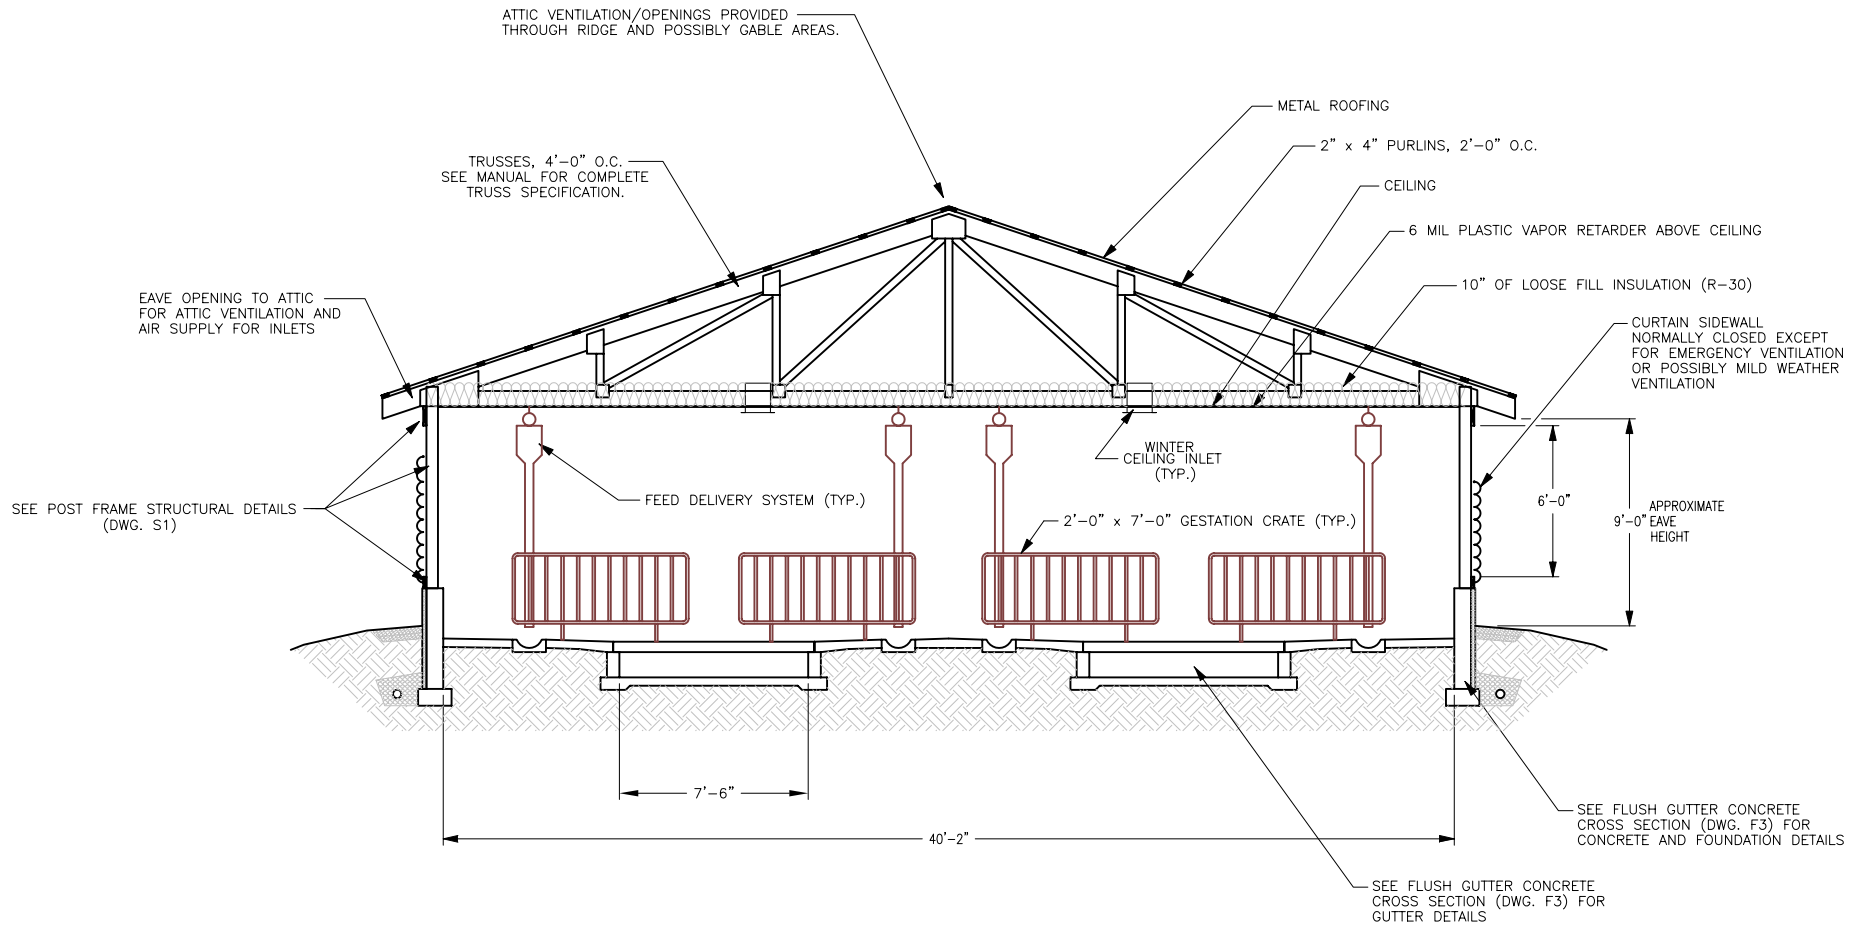 ATTIC VENTILATION/OPENINGS PROVIDED
THROUGH RIDGE AND POSSIBLY GABLE AREAS.
METAL ROOFING
2" x 4" PURLINS, 2'-0" O.C.
TRUSSES, 4'-0" O.C.
SEE MANUAL FOR COMPLETE
TRUSS SPECIFICATION.
CEILING
6 MIL PLASTIC VAPOR RETARDER ABOVE CEILING
10" OF LOOSE FILL INSULATION (R-30)
EAVE OPENING TO ATTIC
FOR ATTIC VENTILATION AND
AIR SUPPLY FOR INLETS
CURTAIN SIDEWALL
NORMALLY CLOSED EXCEPT
FOR EMERGENCY VENTILATION
OR POSSIBLY MILD WEATHER
VENTILATION
WINTER
CEILING INLET
(TYP.)
FEED DELIVERY SYSTEM (TYP.)
SEE POST FRAME STRUCTURAL DETAILS
(DWG. S1)
2'-0" x 7'-0" GESTATION CRATE (TYP.)
6'-0"
9'-0"
APPROXIMATE
EAVE
HEIGHT
7'-6"
40'-2"
SEE FLUSH GUTTER CONCRETE
CROSS SECTION (DWG. F3) FOR
CONCRETE AND FOUNDATION DETAILS
SEE FLUSH GUTTER CONCRETE
CROSS SECTION (DWG. F3) FOR
GUTTER DETAILS